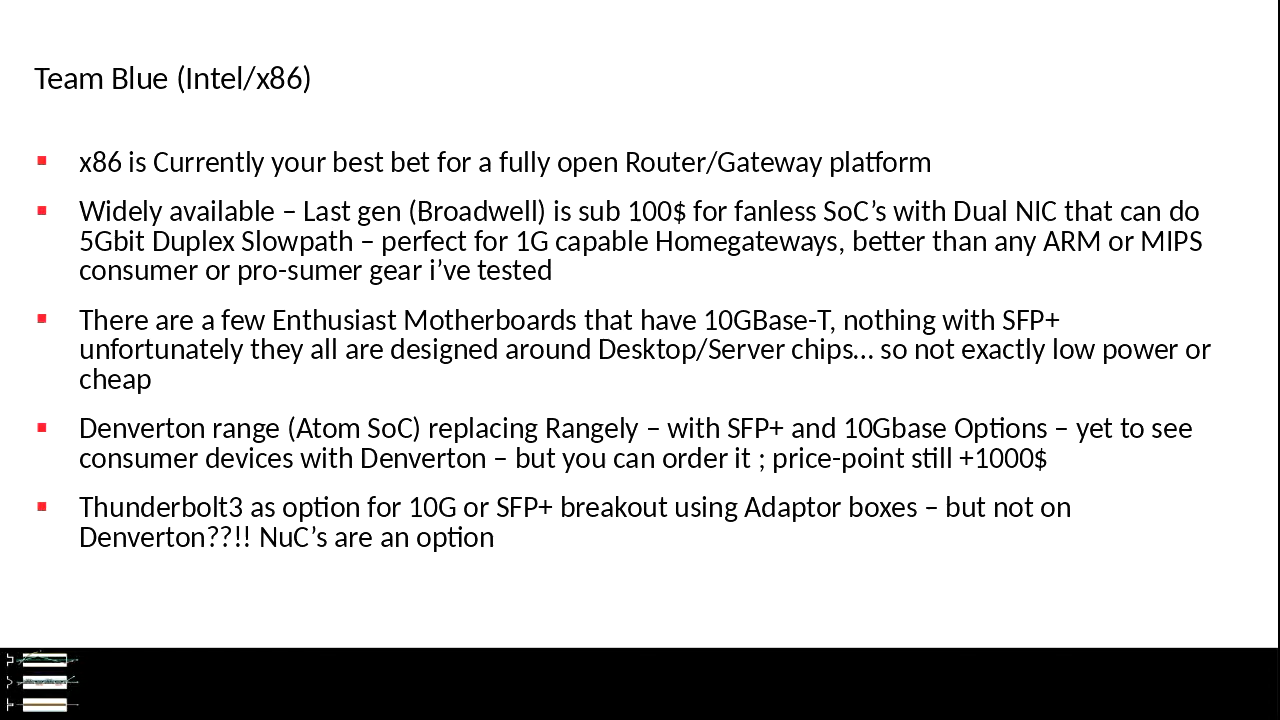 Team Blue (Intel/x86)
x86 is Currently your best bet for a fully open Router/Gateway platform
Widely available – Last gen (Broadwell) is sub 100$ for fanless SoC’s with Dual NIC that can do
5Gbit Duplex Slowpath – perfect for 1G capable Homegateways, better than any ARM or MIPS
consumer or pro-sumer gear i’ve tested
There are a few Enthusiast Motherboards that have 10GBase-T, nothing with SFP+
unfortunately they all are designed around Desktop/Server chips… so not exactly low power or
cheap
Denverton range (Atom SoC) replacing Rangely – with SFP+ and 10Gbase Options – yet to see
consumer devices with Denverton – but you can order it ; price-point still +1000$
Thunderbolt3 as option for 10G or SFP+ breakout using Adaptor boxes – but not on
Denverton??!! NuC’s are an option